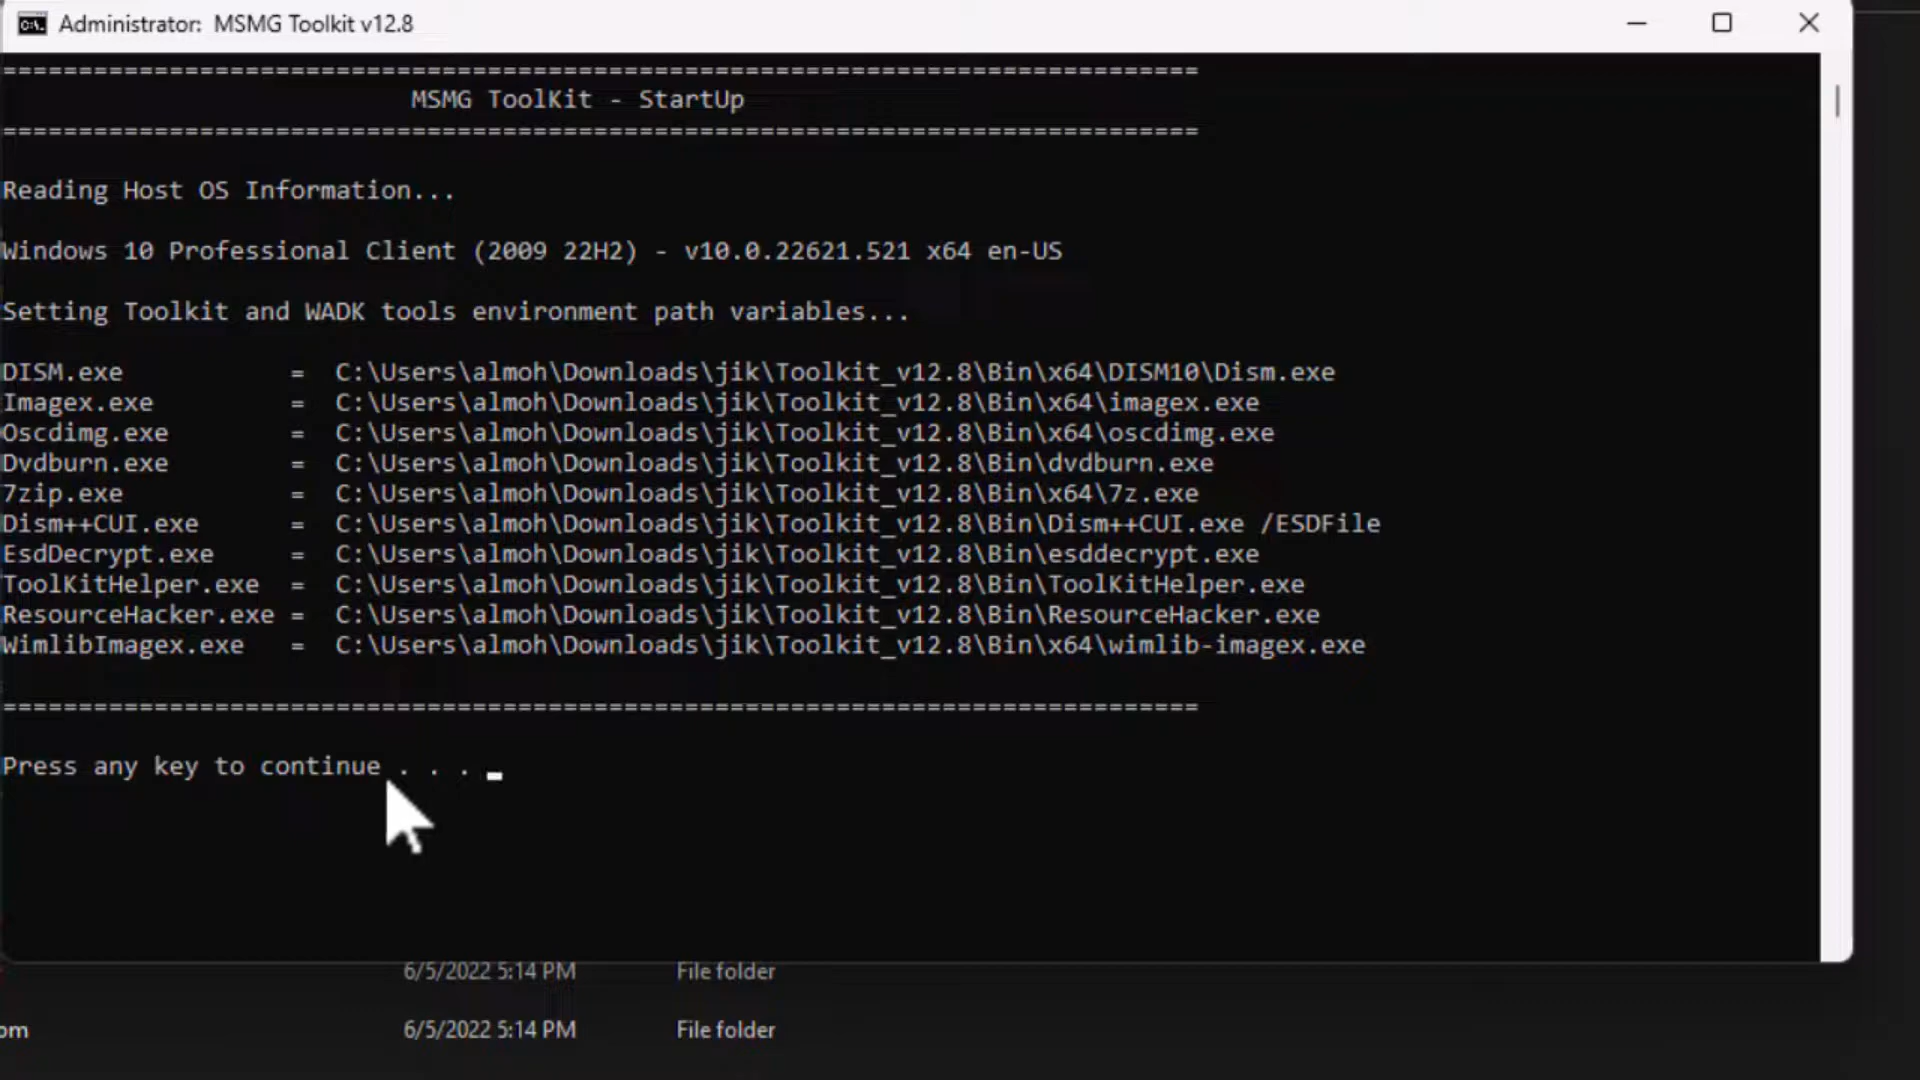 Administrator: MSMG Toolkit v12.8
===============================================================================
MSMG ToolKit - StartUp
===============================================================================
Reading Host OS Information...
Windows 10 Professional Client (2009 22H2) - v10.0.22621.521 x64 en-US
Setting Toolkit and WADK tools environment path variables...
DISM.exe = C:\Users\almoh\Downloads\jik\Toolkit_v12.8\Bin\x64\DISM10\Dism.exe
Imagex.exe = C:\Users\almoh\Downloads\jik\Toolkit_v12.8\Bin\x64\imagex.exe
Oscdimg.exe = C:\Users\almoh\Downloads\jik\Toolkit_v12.8\Bin\x64\oscdimg.exe
Dvdburn.exe = C:\Users\almoh\Downloads\jik\Toolkit_v12.8\Bin\dvdburn.exe
7zip.exe = C:\Users\almoh\Downloads\jik\Toolkit_v12.8\Bin\x64\7z.exe
Dism++CUI.exe = C:\Users\almoh\Downloads\jik\Toolkit_v12.8\Bin\Dism++CUI.exe /ESDFile
EsdDecrypt.exe = C:\Users\almoh\Downloads\jik\Toolkit_v12.8\Bin\esddecrypt.exe
ToolKitHelper.exe = C:\Users\almoh\Downloads\jik\Toolkit_v12.8\Bin\ToolKitHelper.exe
ResourceHacker.exe = C:\Users\almoh\Downloads\jik\Toolkit_v12.8\Bin\ResourceHacker.exe
WimlibImagex.exe = C:\Users\almoh\Downloads\jik\Toolkit_v12.8\Bin\x64\wimlib-imagex.exe
===============================================================================
Press any key to continue . . .
6/5/2022 5:14 PM File folder
om 6/5/2022 5:14 PM File folder